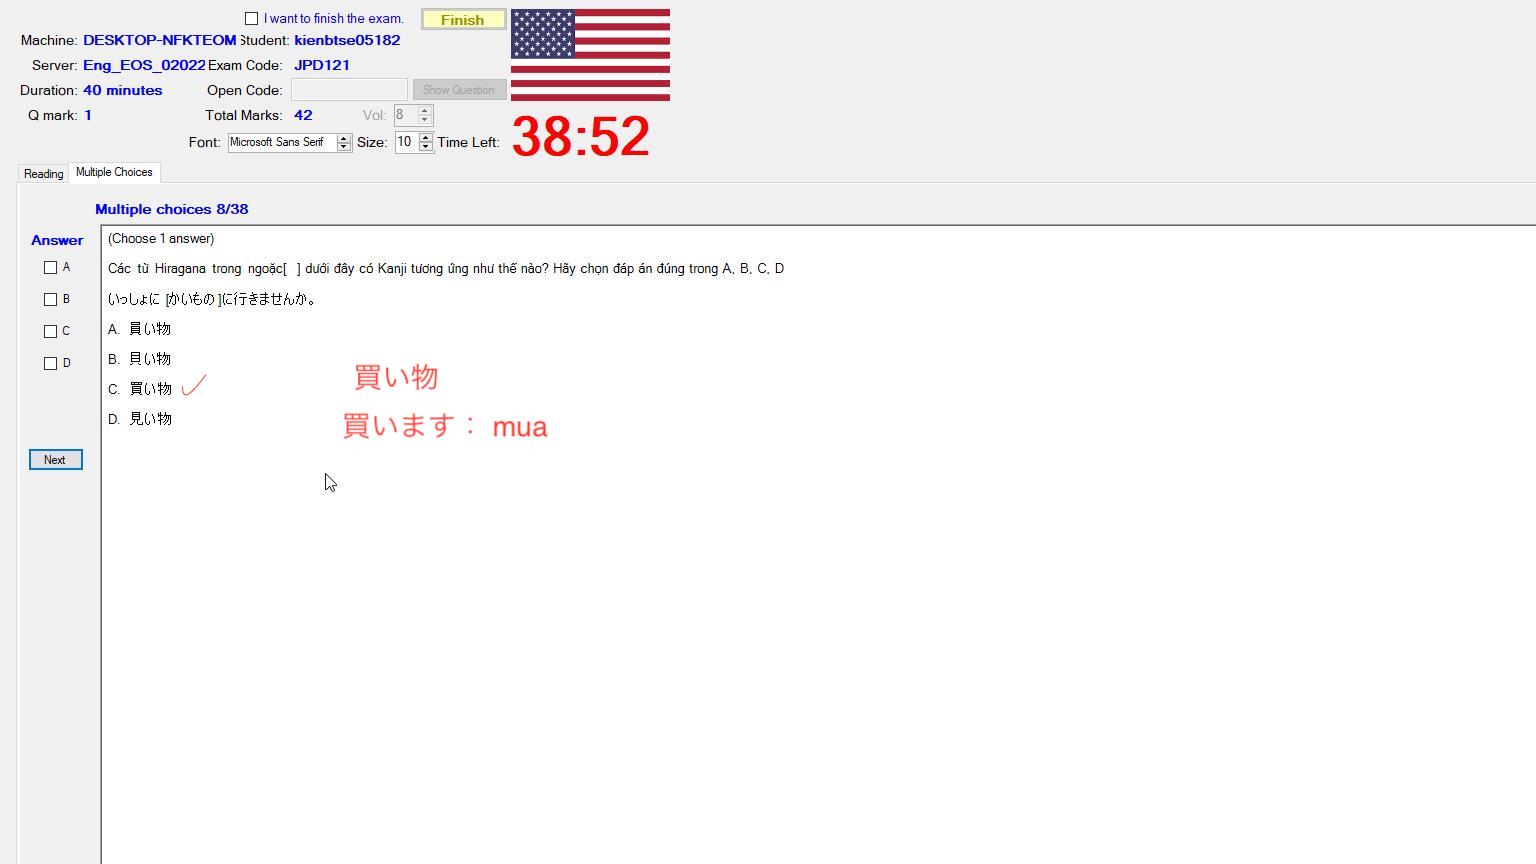 I want to finish the exam.
Finish
Machine: DESKTOP-NFKTEOM Student: kienbtse05182
Server: Eng_EOS_02022 Exam Code: JPD121
Duration: 40 minutes Open Code: Show Question
Q mark: 1 Total Marks: 42 Vol: 8
Font: Microsoft Sans Serif Size: 10 Time Left: 38:52
Reading Multiple Choices
Multiple choices 8/38
Answer
A
B
C
D
Next
(Choose 1 answer)
Các từ Hiragana trong ngoặc[ ] dưới đây có Kanji tương ứng như thế nào? Hãy chọn đáp án đúng trong A, B, C, D
いっしょに [かいもの]に行きませんか。
A. 員い物
B. 貝い物
C. 買い物
D. 見い物
買い物
買います： mua